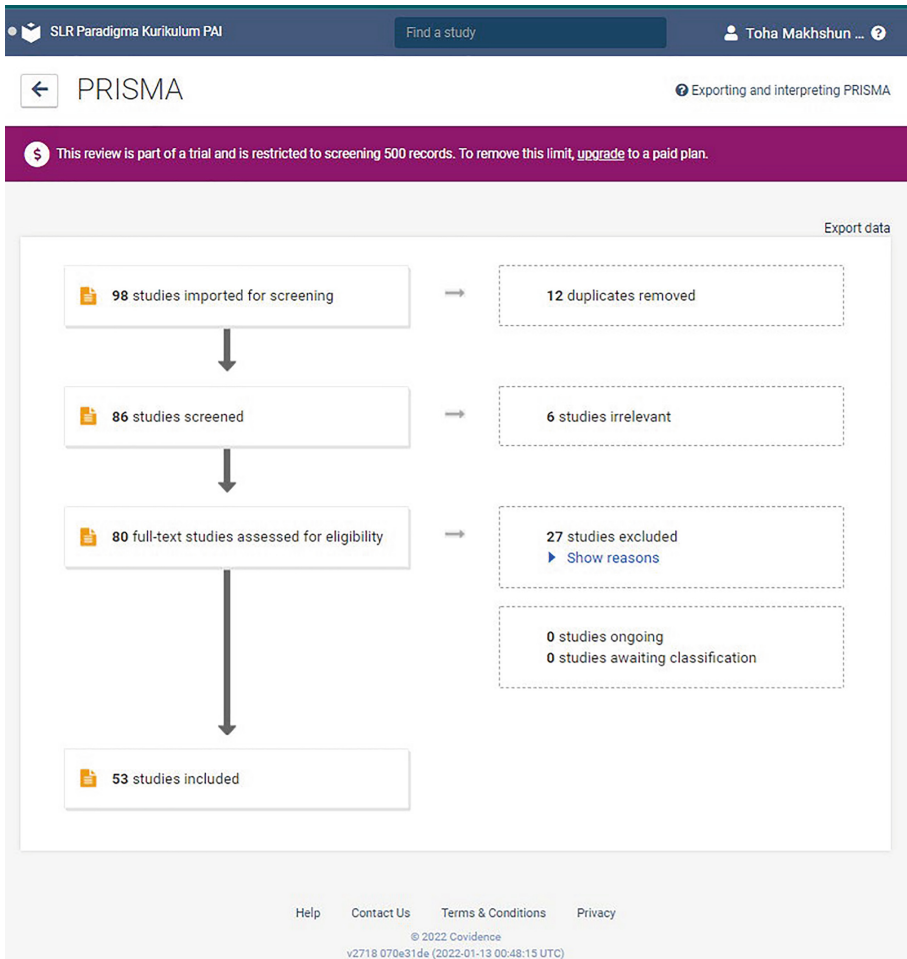 SLR Paradigma Kurikulum PAI
Find a study
Toha Makhshun ...
PRISMA
Exporting and interpreting PRISMA
$ This review is part of a trial and is restricted to screening 500 records. To remove this limit, upgrade to a paid plan.
Export data
98 studies imported for screening
12 duplicates removed
86 studies screened
6 studies irrelevant
80 full-text studies assessed for eligibility
27 studies excluded
Show reasons
0 studies ongoing
0 studies awaiting classification
53 studies included
Help Contact Us Terms & Conditions Privacy
© 2022 Covidence
v2718 070e31de (2022-01-13 00:48:15 UTC)